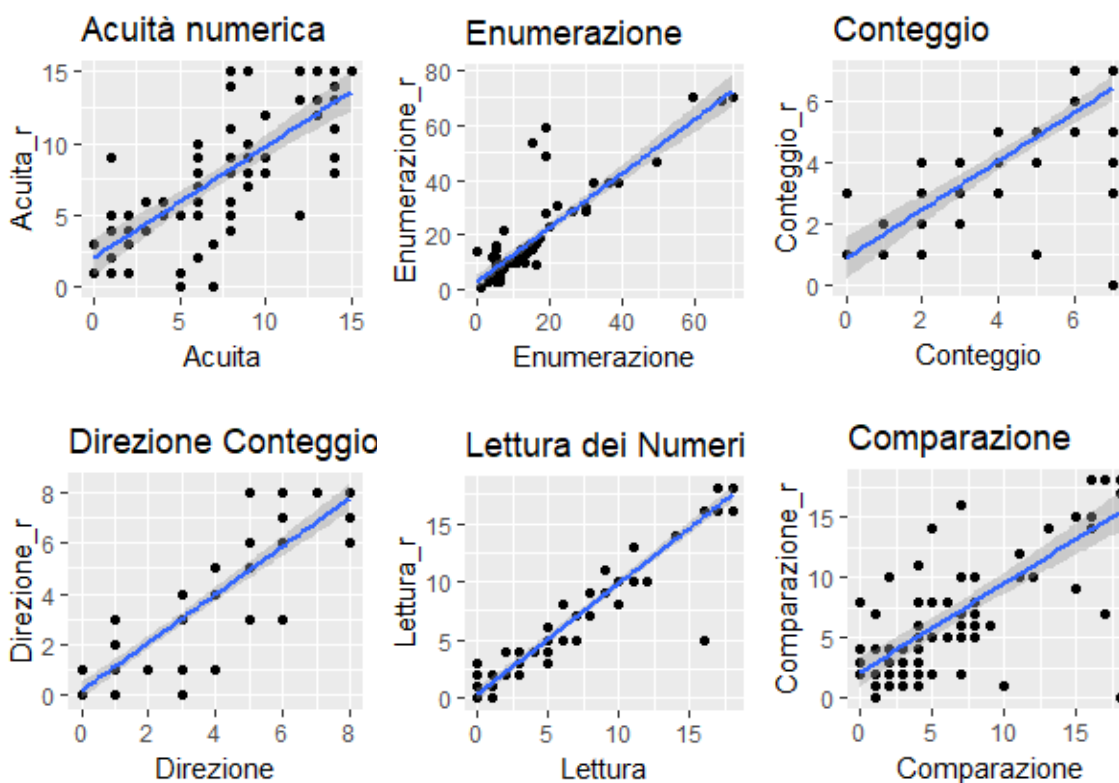 Acuità numerica
Acuita_r
15
10
5
0
0 5 10 15
Acuita
Enumerazione
Enumerazione_r
80
60
40
20
0
0 20 40 60
Enumerazione
Conteggio
Conteggio_r
6
4
2
0
0 2 4 6
Conteggio
Direzione Conteggio
Direzione_r
8
6
4
2
0
0 2 4 6 8
Direzione
Lettura dei Numeri
Lettura_r
15
10
5
0
0 5 10 15
Lettura
Comparazione
Comparazione_r
15
10
5
0
0 5 10 15
Comparazione